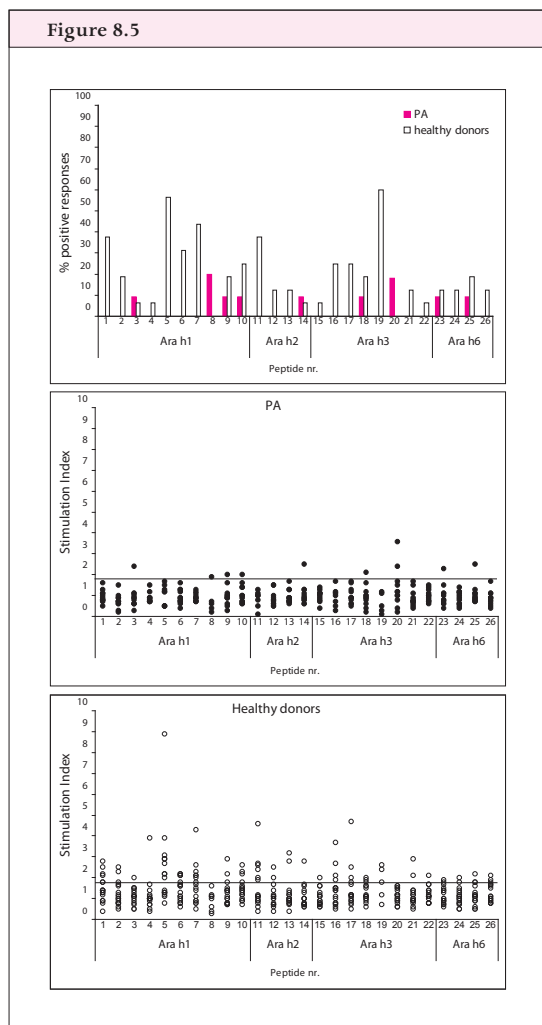 Figure 8.5
100
90
80
70
60
50
40
30
20
10
0
% positive responses
PA
healthy donors
1 2 3 4 5 6 7 8 9 10 11 12 13 14 15 16 17 18 19 20 21 22 23 24 25 26
Ara h1 Ara h2 Ara h3 Ara h6
Peptide nr.
PA
10
9
8
7
6
5
4
3
2
1
0
Stimulation Index
1 2 3 4 5 6 7 8 9 10 11 12 13 14 15 16 17 18 19 20 21 22 23 24 25 26
Ara h1 Ara h2 Ara h3 Ara h6
Peptide nr.
Healthy donors
10
9
8
7
6
5
4
3
2
1
0
Stimulation Index
1 2 3 4 5 6 7 8 9 10 11 12 13 14 15 16 17 18 19 20 21 22 23 24 25 26
Ara h1 Ara h2 Ara h3 Ara h6
Peptide nr.